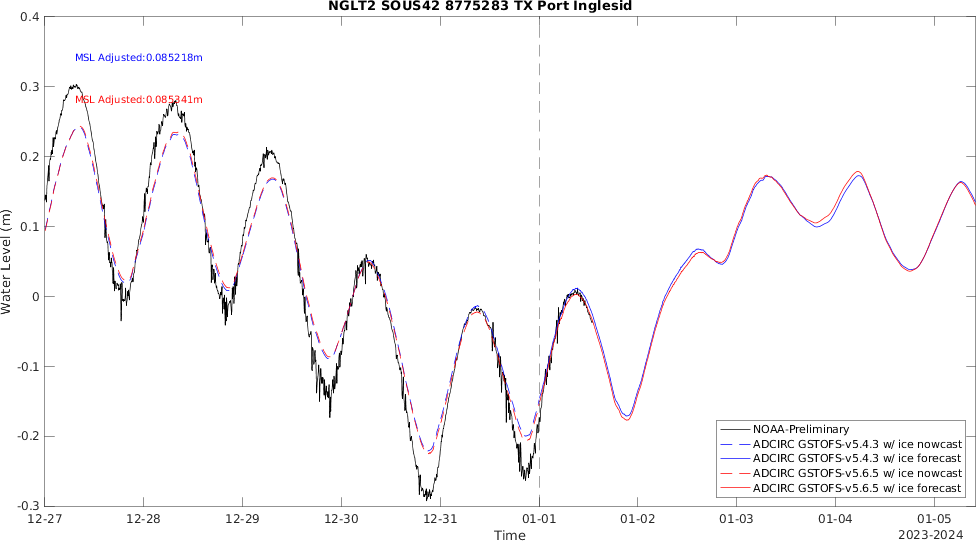 NGLT2 SOUS42 8775283 TX Port Inglesid
0.4
0.3
0.2
0.1
0
-0.1
-0.2
-0.3
Water Level (m)
MSL Adjusted:0.085218m
MSL Adjusted:0.085341m
NOAA-Preliminary
ADCIRC GSTOFS-v5.4.3 w/ ice nowcast
ADCIRC GSTOFS-v5.4.3 w/ ice forecast
ADCIRC GSTOFS-v5.6.5 w/ ice nowcast
ADCIRC GSTOFS-v5.6.5 w/ ice forecast
12-27 12-28 12-29 12-30 12-31 01-01 01-02 01-03 01-04 01-05
Time
2023-2024